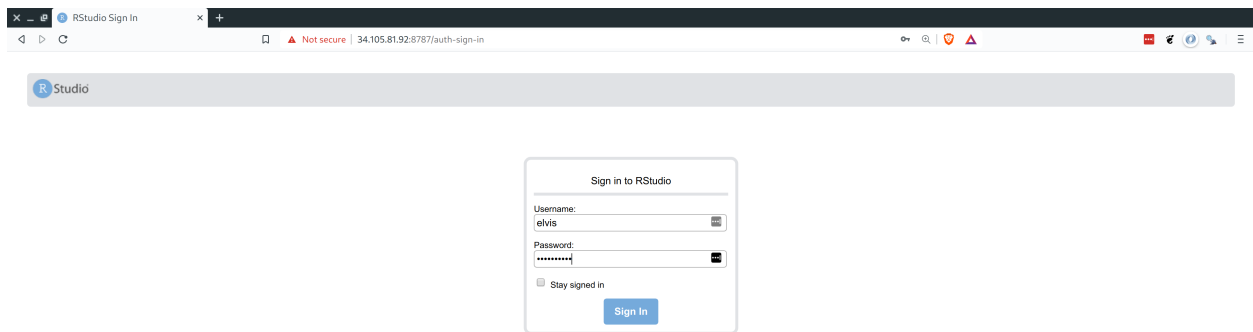 RStudio Sign In
Not secure | 34.105.81.92:8787/auth-sign-in
R Studio
Sign in to RStudio
Username:
elvis
Password:
••••••••••
Stay signed in
Sign In